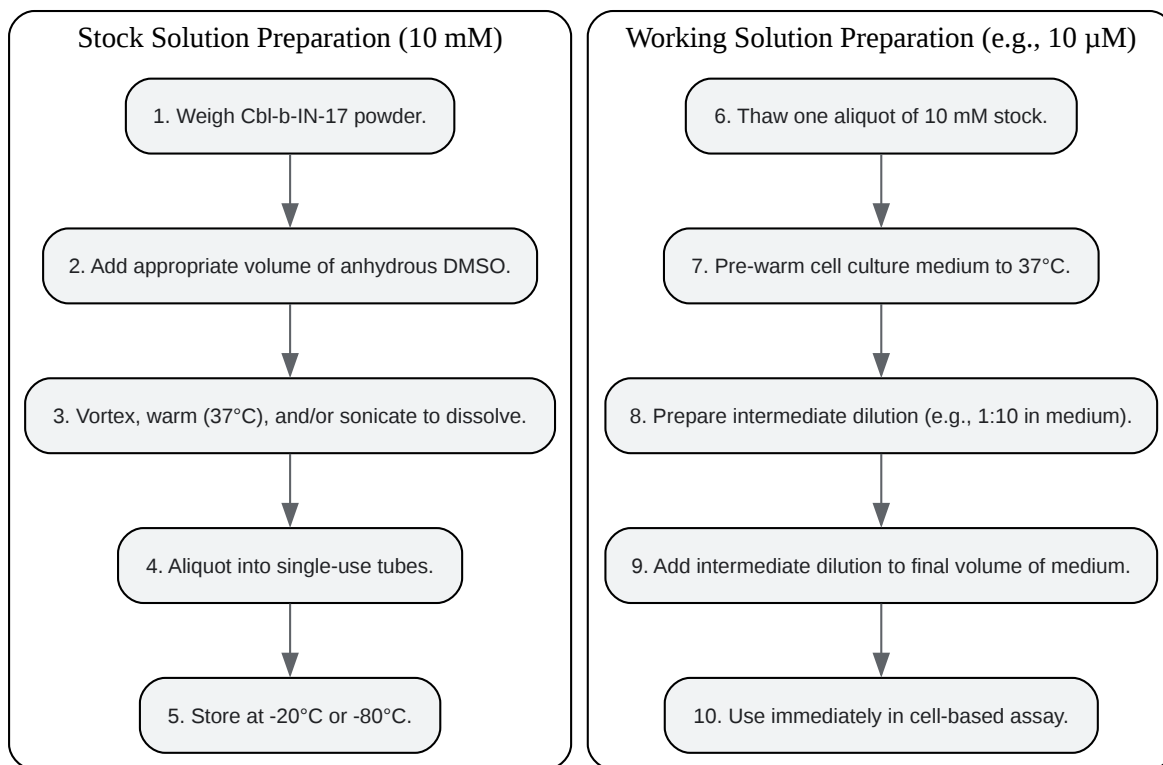 Stock Solution Preparation (10 mM)
1. Weigh Cbl-b-IN-17 powder.
2. Add appropriate volume of anhydrous DMSO.
3. Vortex, warm (37°C), and/or sonicate to dissolve.
4. Aliquot into single-use tubes.
5. Store at -20°C or -80°C.
Working Solution Preparation (e.g., 10 µM)
6. Thaw one aliquot of 10 mM stock.
7. Pre-warm cell culture medium to 37°C.
8. Prepare intermediate dilution (e.g., 1:10 in medium).
9. Add intermediate dilution to final volume of medium.
10. Use immediately in cell-based assay.